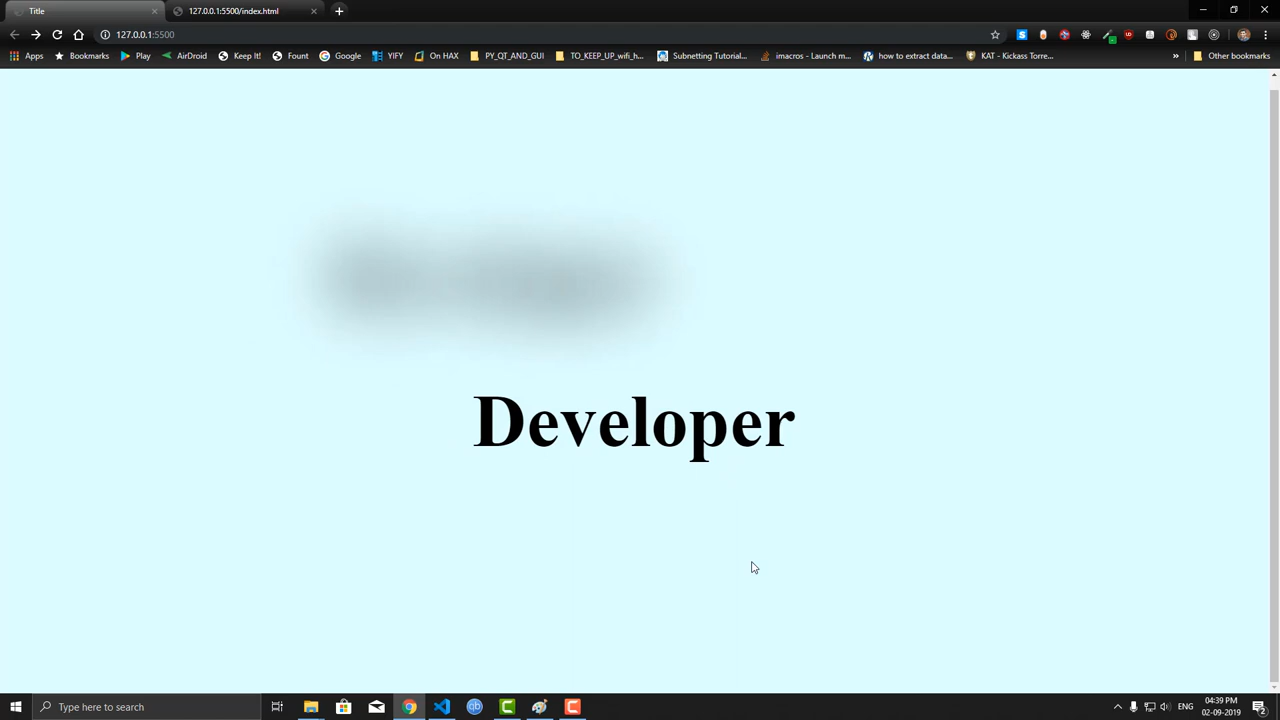 Title
127.0.0.1:5500/index.html
127.0.0.1:5500
Apps
Bookmarks
Play
AirDroid
Keep It!
Fount
Google
YIFY
On HAX
PY_QT_AND_GUI
TO_KEEP_UP_wifi_h...
Subnetting Tutorial...
imacros - Launch m...
how to extract data...
KAT - Kickass Torre...
»
Other bookmarks
Developer
Type here to search
qb
ENG
04:39 PM
02-09-2019
2